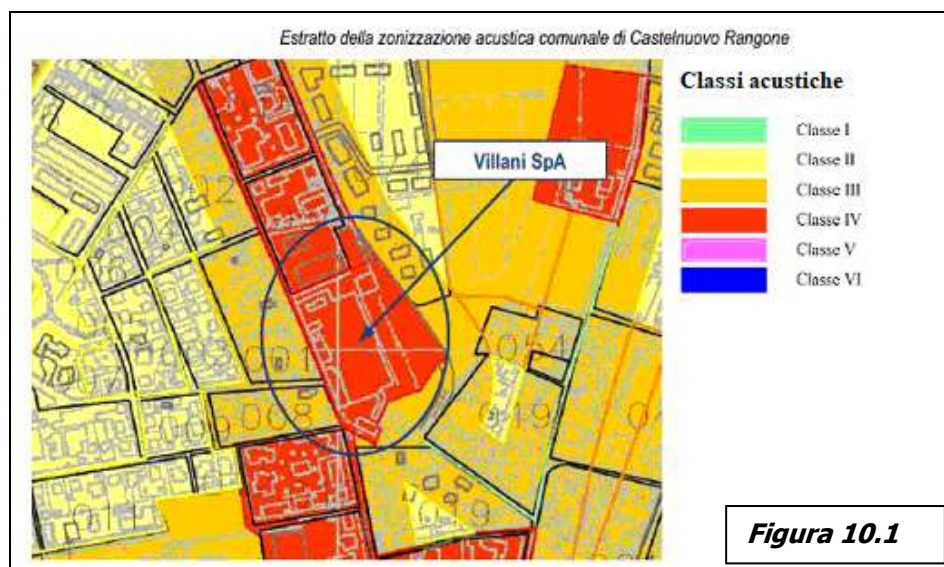 Estratto della zonizzazione acustica comunale di Castelnuovo Rangone
Classi acustiche
Classe I
Classe II
Classe III
Classe IV
Classe V
Classe VI
Villani SpA
Figura 10.1